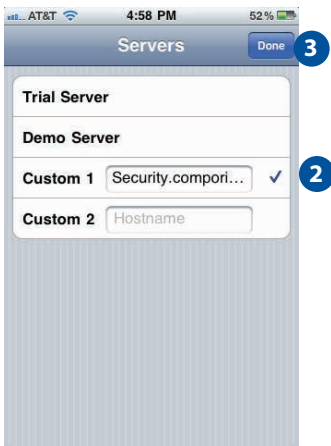 AT&T 4:58 PM 52%
Servers Done 3
Trial Server
Demo Server
Custom 1 Security.compori... 2
Custom 2 Hostname